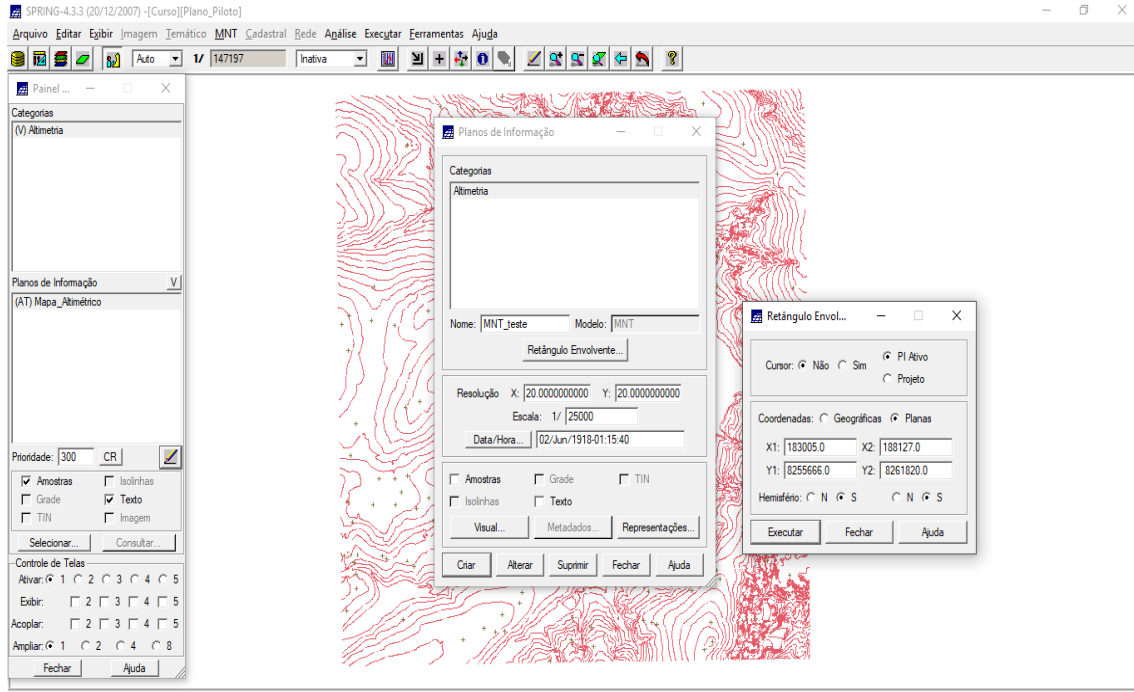 SPRING-4.3.3 (20/12/2007) -[Curso][Plano_Piloto]
Arquivo Editar Exibir Imagem Temático MNT Cadastral Rede Análise Executar Ferramentas Ajuda
Auto 1/ 147197 Inativa
Painel ...
Categorias
(V) Altimetria
Planos de Informação V
(AT) Mapa_Altimétrico
Prioridade: 300 CR
Amostras Isolinhas
Grade Texto
TIN Imagem
Selecionar... Consultar...
Controle de Telas
Ativar: 1 2 3 4 5
Exibir: 2 3 4 5
Acoplar: 2 3 4 5
Ampliar: 1 2 4 8
Fechar Ajuda
Planos de Informação
Categorias
Altimetria
Nome: MNT_teste Modelo: MNT
Retângulo Envolvente...
Resolução X: 20.0000000000 Y: 20.0000000000
Escala: 1/ 25000
Data/Hora... 02/Jun/1918-01:15:40
Amostras Grade TIN
Isolinhas Texto
Visual... Metadados... Representações...
Criar Alterar Suprimir Fechar Ajuda
Retângulo Envol...
Cursor: Não Sim PI Ativo
Projeto
Coordenadas: Geográficas Planas
X1: 183005.0 X2: 188127.0
Y1: 8255666.0 Y2: 8261820.0
Hemisfério: N S N S
Executar Fechar Ajuda